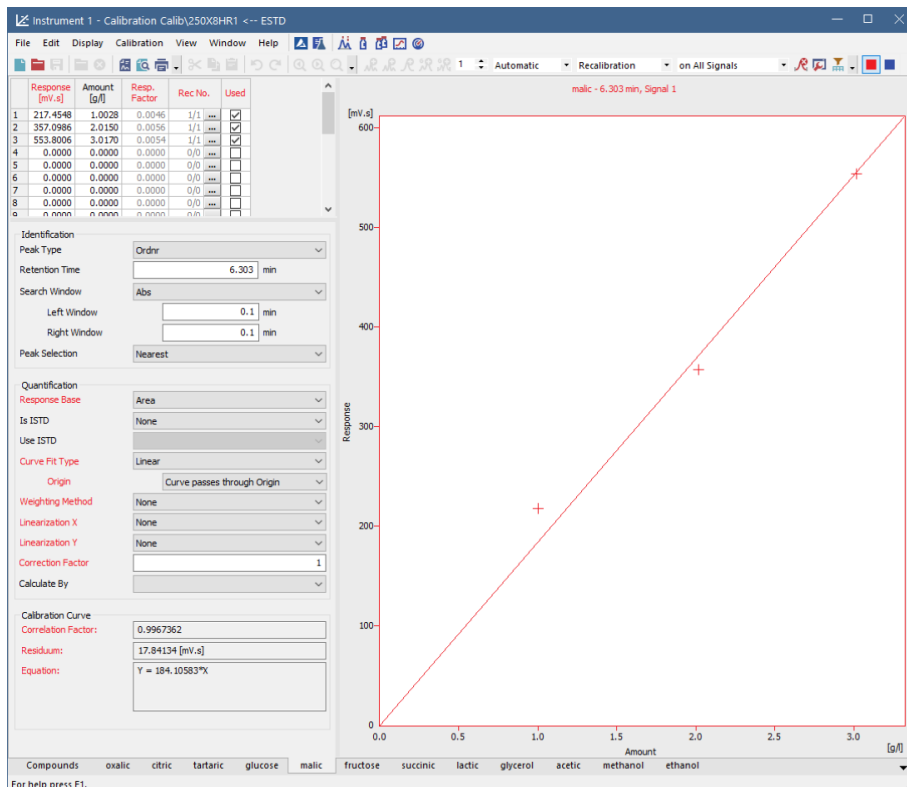 Instrument 1 - Calibration Calib\250X8HR1 <-- ESTD
File Edit Display Calibration View Window Help
1 Automatic Recalibration on All Signals
Response [mV.s] Amount [g/l] Resp. Factor Rec No. Used
1 217.4548 1.0028 0.0046 1/1 ...
2 357.0986 2.0150 0.0056 1/1 ...
3 553.8006 3.0170 0.0054 1/1 ...
4 0.0000 0.0000 0.0000 0/0 ...
5 0.0000 0.0000 0.0000 0/0 ...
6 0.0000 0.0000 0.0000 0/0 ...
7 0.0000 0.0000 0.0000 0/0 ...
8 0.0000 0.0000 0.0000 0/0 ...
9 0.0000 0.0000 0.0000 0/0 ...
Identification
Peak Type Ordnr
Retention Time 6.303 min
Search Window Abs
Left Window 0.1 min
Right Window 0.1 min
Peak Selection Nearest
Quantification
Response Base Area
Is ISTD None
Use ISTD
Curve Fit Type Linear
Origin Curve passes through Origin
Weighting Method None
Linearization X None
Linearization Y None
Correction Factor 1
Calculate By
Calibration Curve
Correlation Factor: 0.9967362
Residuum: 17.84134 [mV.s]
Equation: Y = 184.10583*X
malic - 6.303 min, Signal 1
[mV.s]
600
500
400
300
200
100
0
Response
0.0 0.5 1.0 1.5 2.0 2.5 3.0
Amount
[g/l]
Compounds oxalic citric tartaric glucose malic fructose succinic lactic glycerol acetic methanol ethanol
For help press F1.